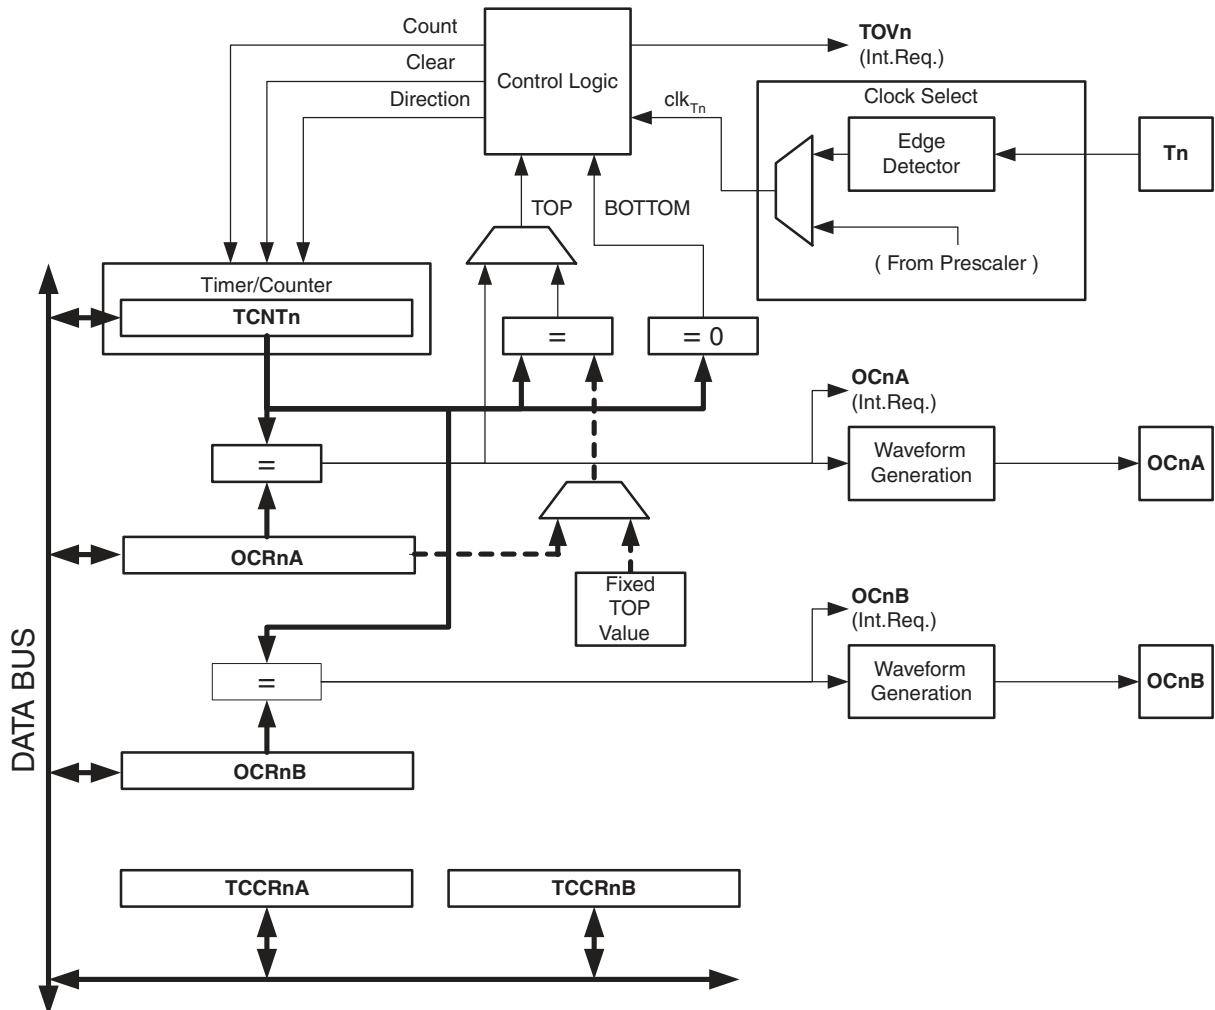 Count
Clear
Direction
Control Logic
TOVn
(Int.Req.)
clkTn
Clock Select
Edge
Detector
Tn
( From Prescaler )
TOP
BOTTOM
Timer/Counter
TCNTn
=
= 0
OCnA
(Int.Req.)
=
Waveform
Generation
OCnA
OCRnA
Fixed
TOP
Value
OCnB
(Int.Req.)
=
Waveform
Generation
OCnB
OCRnB
DATA BUS
TCCRnA
TCCRnB